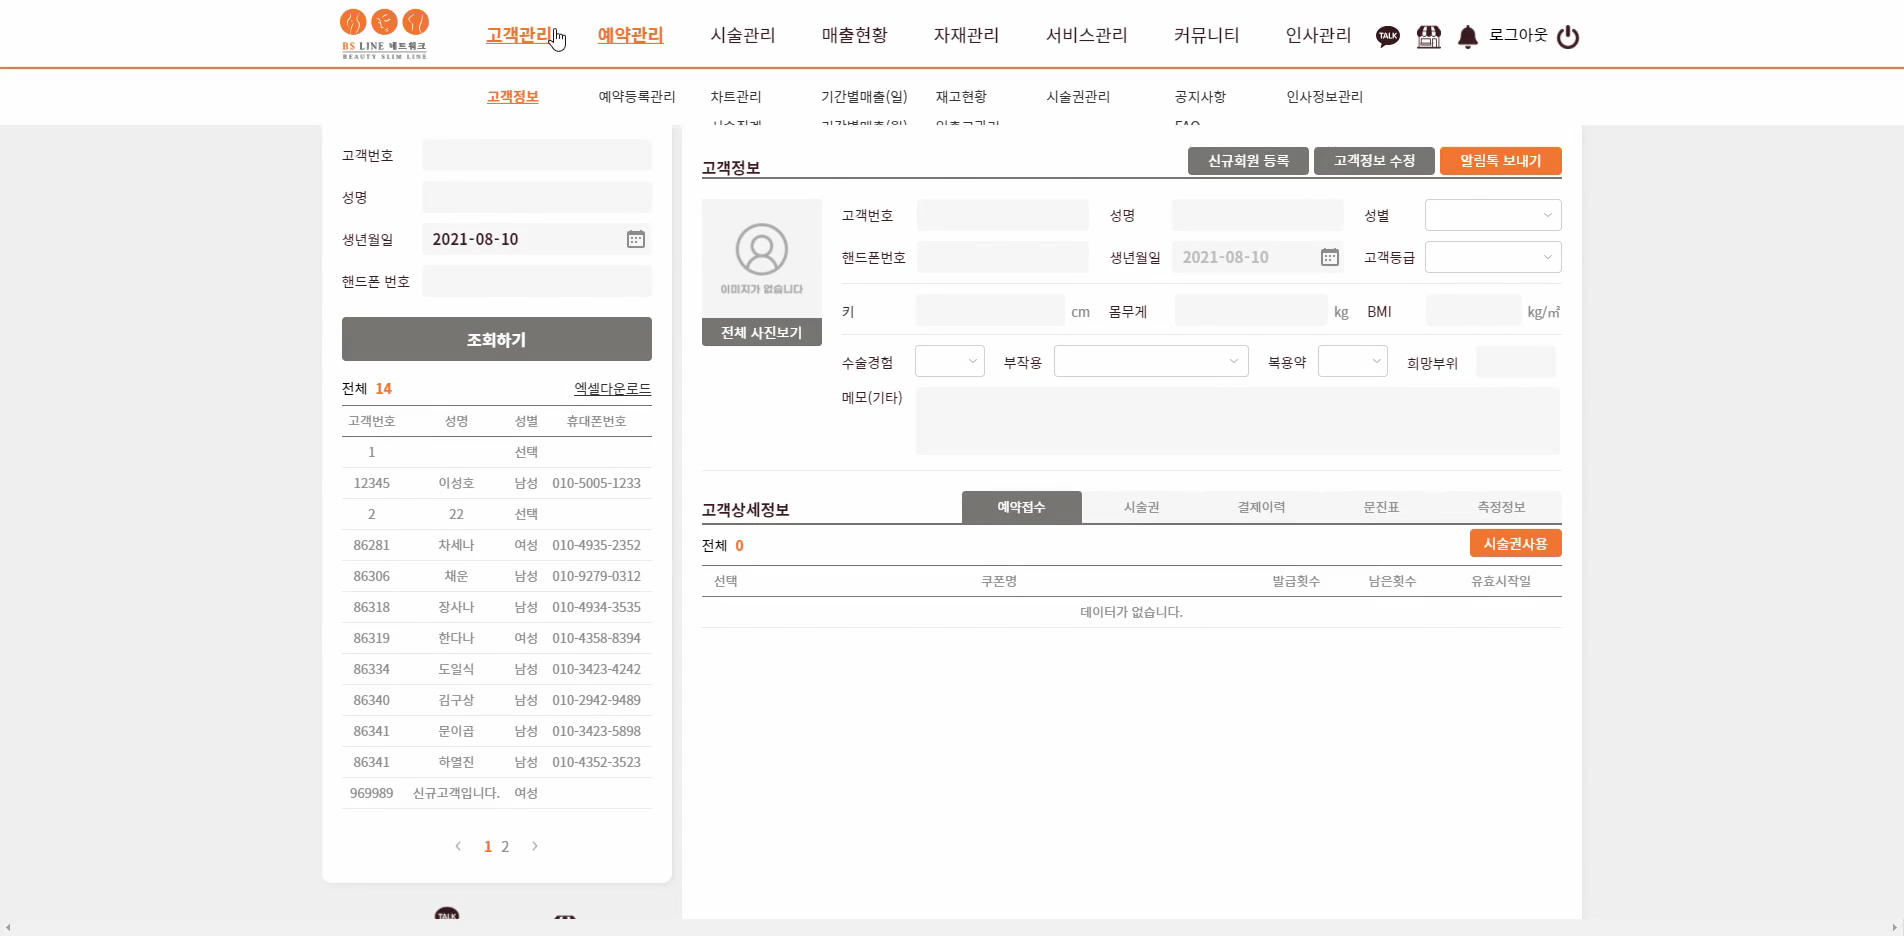 BS LINE 네트워크
BEAUTY SLIM LINE
고객관리 예약관리 시술관리 매출현황 자재관리 서비스관리 커뮤니티 인사관리 TALK 로그아웃
고객정보 예약등록관리 차트관리 기간별매출(일) 재고현황 시술권관리 공지사항 인사정보관리
기간별매출(월) FAQ
고객번호
성명
생년월일 2021-08-10
핸드폰 번호
조회하기
전체 14 엑셀다운로드
고객번호 성명 성별 휴대폰번호
1 선택
12345 이성호 남성 010-5005-1233
2 22 선택
86281 차세나 여성 010-4935-2352
86306 채운 남성 010-9279-0312
86318 장사나 남성 010-4934-3535
86319 한다나 여성 010-4358-8394
86334 도일식 남성 010-3423-4242
86340 김구상 남성 010-2942-9489
86341 문이곱 남성 010-3423-5898
86341 하열진 남성 010-4352-3523
969989 신규고객입니다. 여성
1 2
TALK
고객정보 신규회원 등록 고객정보 수정 알림톡 보내기
이미지가 없습니다
전체 사진보기
고객번호 성명 성별
핸드폰번호 생년월일 2021-08-10 고객등급
키 cm 몸무게 kg BMI kg/㎡
수술경험 부작용 복용약 희망부위
메모(기타)
고객상세정보 예약접수 시술권 결제이력 문진표 측정정보
전체 0 시술권사용
선택 쿠폰명 발급횟수 남은횟수 유효시작일
데이터가 없습니다.